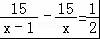 15/(x − 1) − 15/x = 1/2